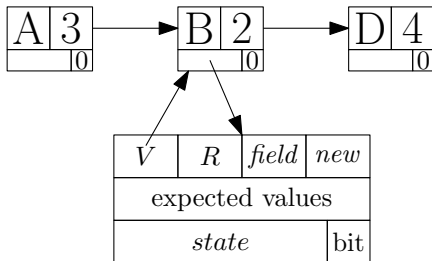 A 3 B 2 D 4
0 0 0
V R field new
expected values
state bit